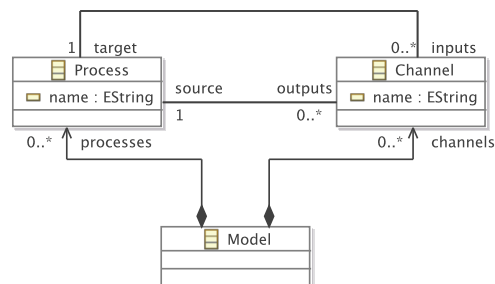 1 target
0..* inputs
Process
Channel
name : EString
name : EString
source
outputs
1
0..*
0..* processes
0..* channels
Model